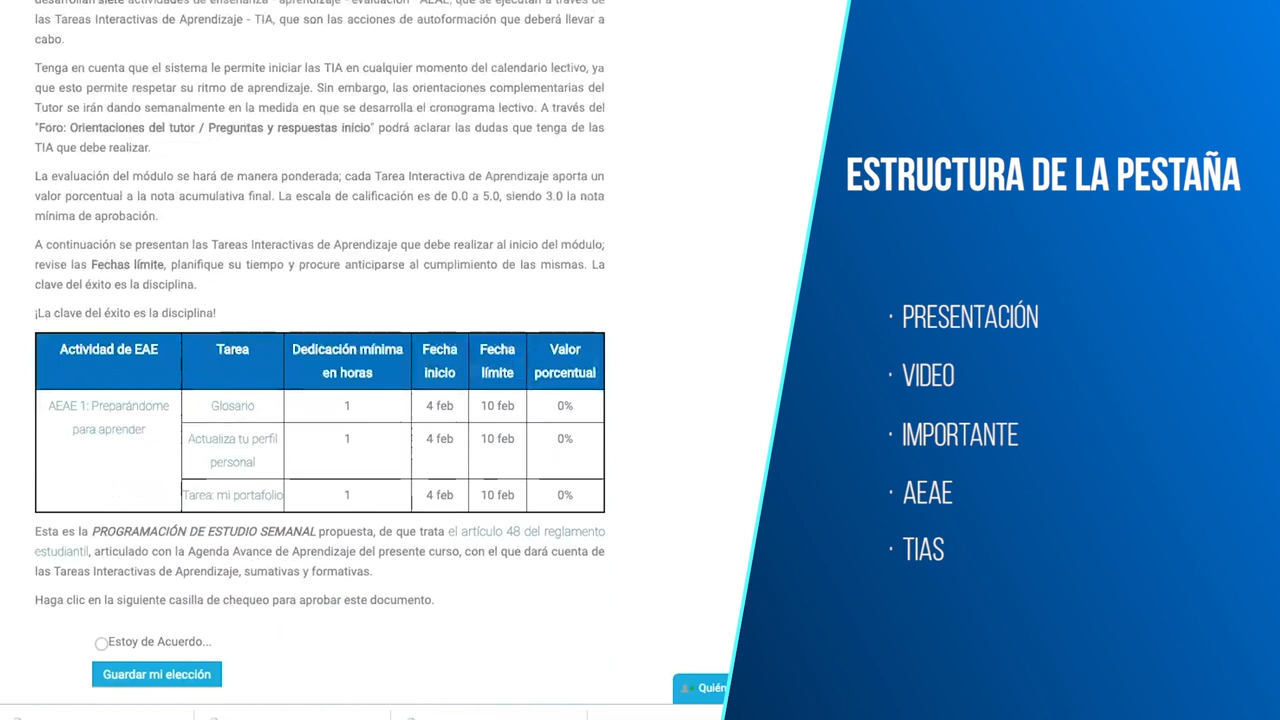 desarrollan siete actividades de enseñanza - aprendizaje - evaluación - AEAE, que se ejecutan a través de
las Tareas Interactivas de Aprendizaje - TIA, que son las acciones de autoformación que deberá llevar a
cabo.
Tenga en cuenta que el sistema le permite iniciar las TIA en cualquier momento del calendario lectivo, ya
que esto permite respetar su ritmo de aprendizaje. Sin embargo, las orientaciones complementarias del
Tutor se irán dando semanalmente en la medida en que se desarrolla el cronograma lectivo. A través del
"Foro: Orientaciones del tutor / Preguntas y respuestas inicio" podrá aclarar las dudas que tenga de las
TIA que debe realizar.
La evaluación del módulo se hará de manera ponderada; cada Tarea Interactiva de Aprendizaje aporta un
valor porcentual a la nota acumulativa final. La escala de calificación es de 0.0 a 5.0, siendo 3.0 la nota
mínima de aprobación.
A continuación se presentan las Tareas Interactivas de Aprendizaje que debe realizar al inicio del módulo;
revise las Fechas límite, planifique su tiempo y procure anticiparse al cumplimiento de las mismas. La
clave del éxito es la disciplina.
¡La clave del éxito es la disciplina!
Actividad de EAE Tarea Dedicación mínima en horas Fecha inicio Fecha límite Valor porcentual
AEAE 1: Preparándome para aprender Glosario 1 4 feb 10 feb 0%
Actualiza tu perfil personal 1 4 feb 10 feb 0%
Tarea: mi portafolio 1 4 feb 10 feb 0%
Esta es la PROGRAMACIÓN DE ESTUDIO SEMANAL propuesta, de que trata el artículo 48 del reglamento
estudiantil, articulado con la Agenda Avance de Aprendizaje del presente curso, con el que dará cuenta de
las Tareas Interactivas de Aprendizaje, sumativas y formativas.
Haga clic en la siguiente casilla de chequeo para aprobar este documento.
Estoy de Acuerdo...
Guardar mi elección
Quién
ESTRUCTURA DE LA PESTAÑA
· PRESENTACIÓN
· VIDEO
· IMPORTANTE
· AEAE
· TIAS